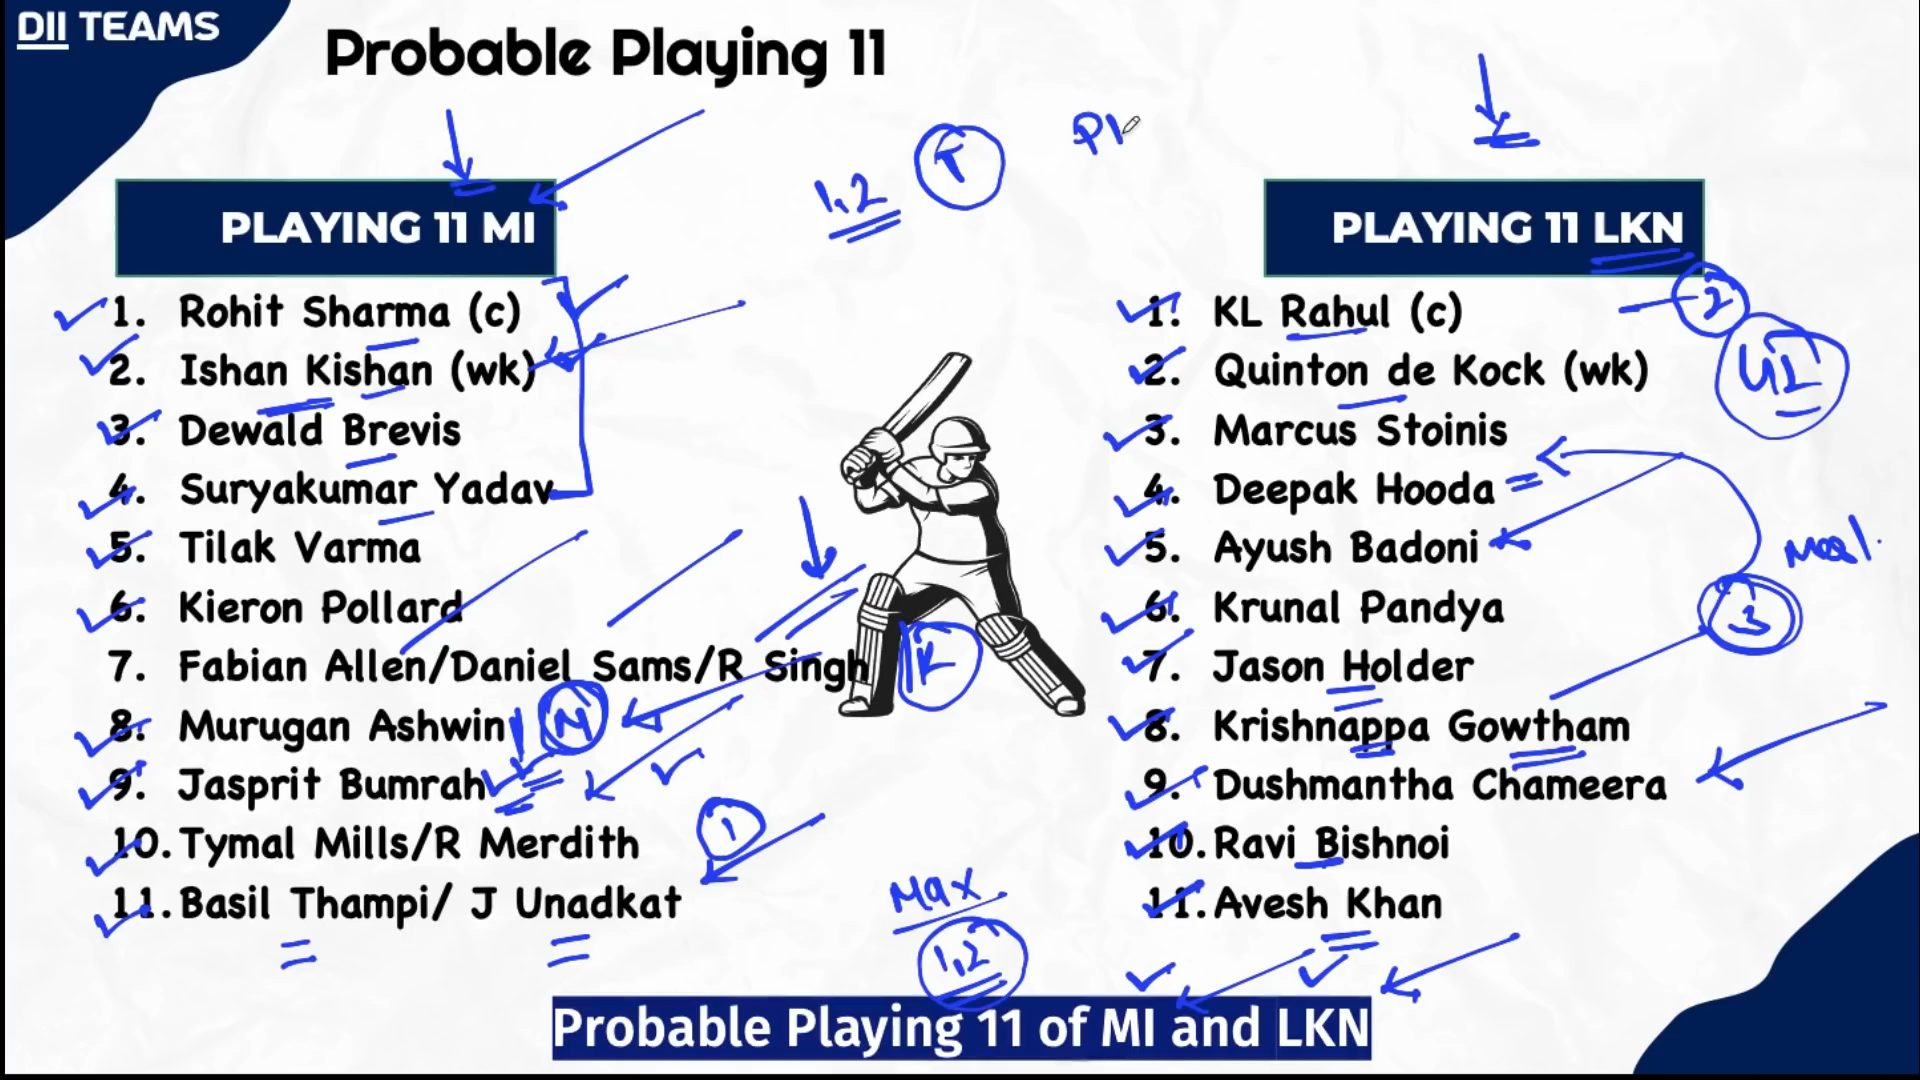 D11 TEAMS
Probable Playing 11
1,2
T
PLAYING 11 MI
1. Rohit Sharma (c)
2. Ishan Kishan (wk)
3. Dewald Brevis
4. Suryakumar Yadav
5. Tilak Varma
6. Kieron Pollard
7. Fabian Allen/Daniel Sams/R Singh
8. Murugan Ashwin
M
9. Jasprit Bumrah
10. Tymal Mills/R Merdith
1
11. Basil Thampi/ J Unadkat
Max
1,2
PLAYING 11 LKN
1. KL Rahul (c)
2
2. Quinton de Kock (wk)
3. Marcus Stoinis
4. Deepak Hooda
5. Ayush Badoni
6. Krunal Pandya
3
7. Jason Holder
8. Krishnappa Gowtham
9. Dushmantha Chameera
10. Ravi Bishnoi
11. Avesh Khan
Probable Playing 11 of MI and LKN